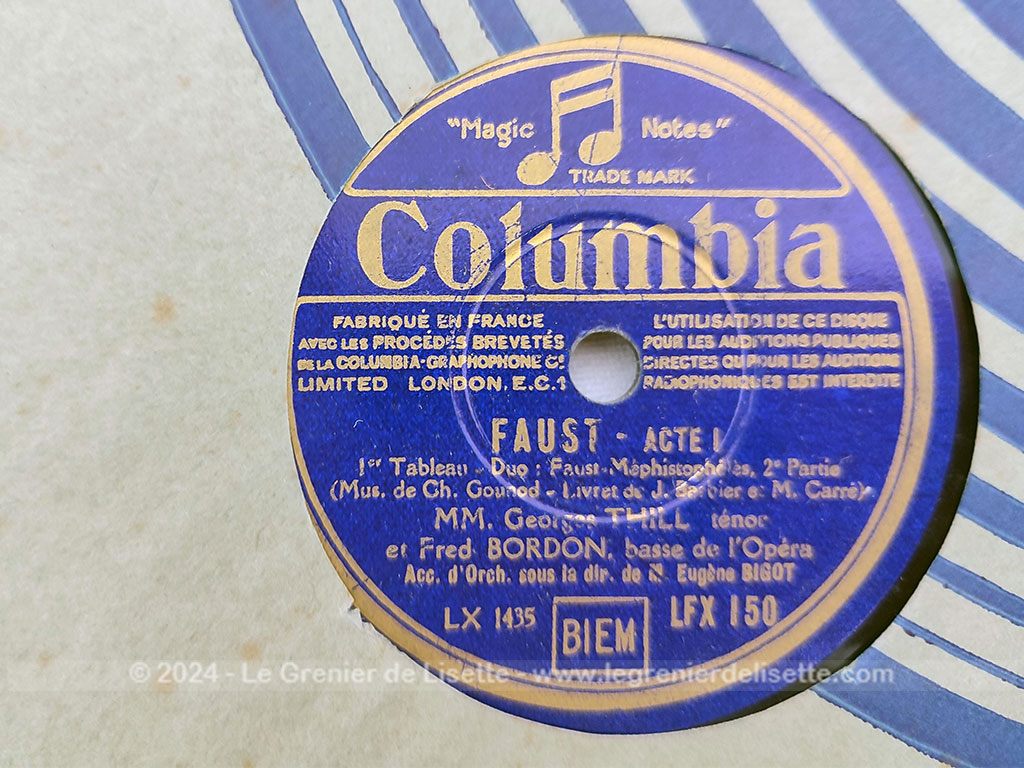 "Magic Notes"
TRADE MARK
Columbia
FABRIQUÉ EN FRANCE
AVEC LES PROCÉDÉS BREVETÉS
DE LA COLUMBIA-GRAPHOPHONE Co
LIMITED LONDON, E.C.1
L'UTILISATION DE CE DISQUE
POUR LES AUDITIONS PUBLIQUES
DIRECTES OU POUR LES AUDITIONS
RADIOPHONIQUES EST INTERDITE
FAUST - ACTE I
1er Tableau - Duo : Faust-Méphistophélès, 2e Partie
(Mus. de Ch. Gounod - Livret de J. Barbier et M. Carré)
MM. Georges THILL ténor
et Fred BORDON, basse de l'Opéra
Acc. d'Orch. sous la dir. de M. Eugène BIGOT
LX 1435 BIEM LFX 150
© 2024 - Le Grenier de Lisette - www.legrenierdelisette.com